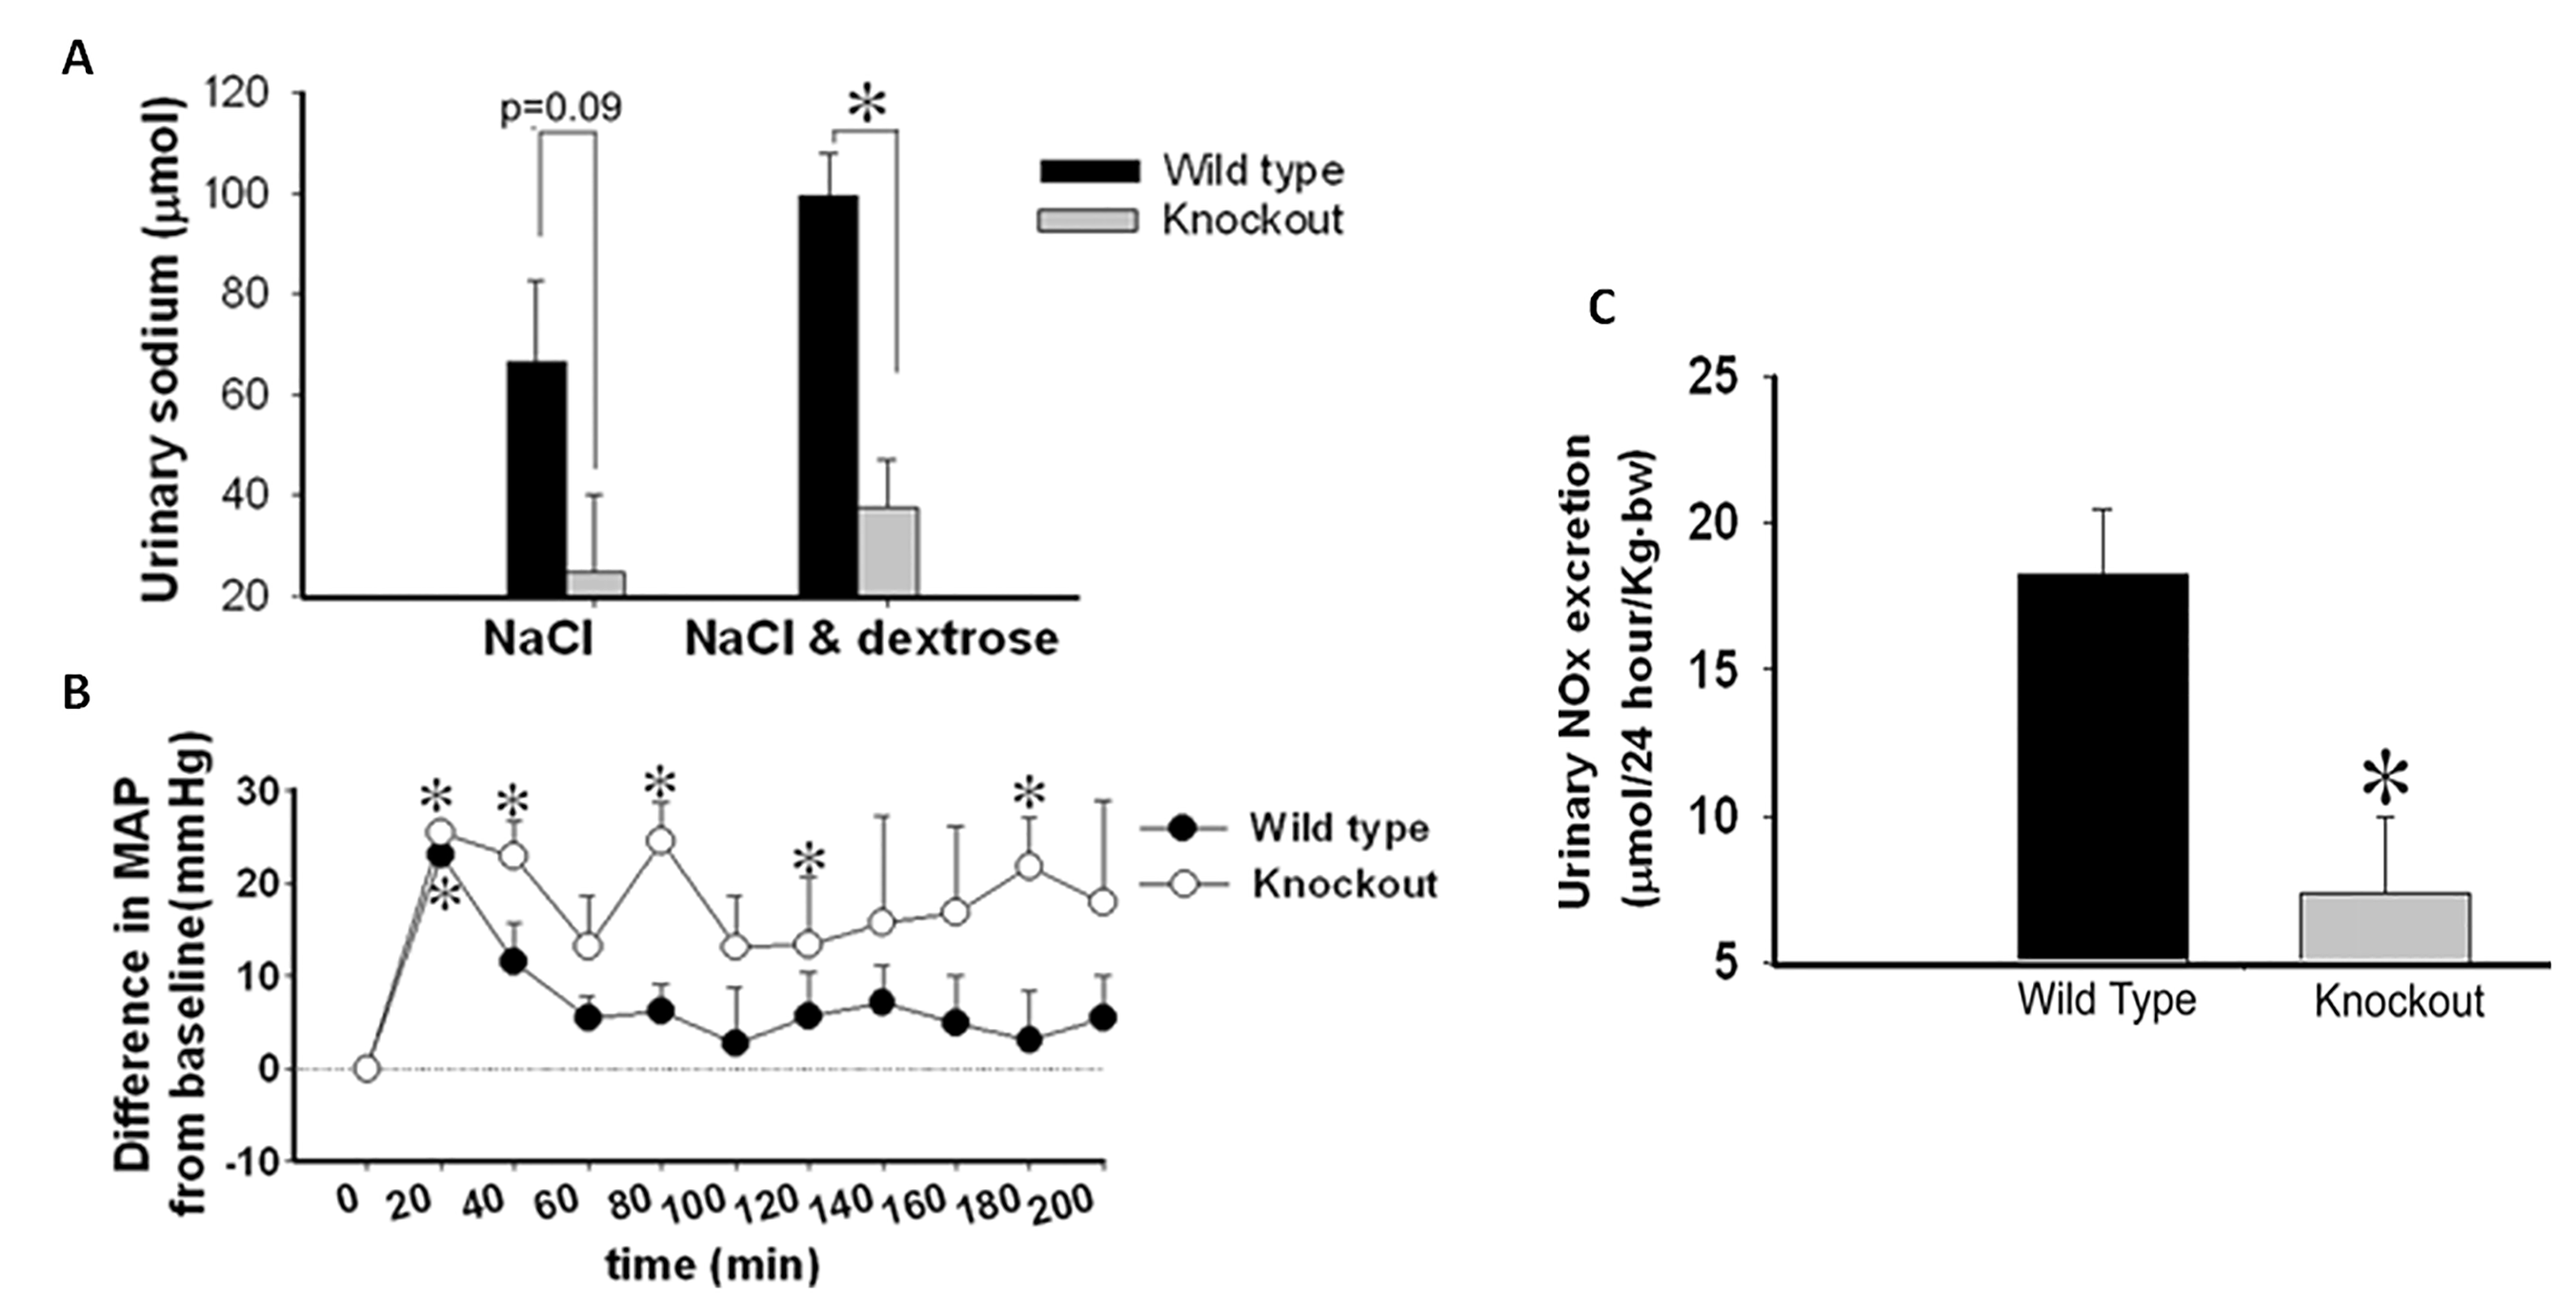 A
Urinary sodium (μmol)
120
100
80
60
40
20
p=0.09
*
Wild type
Knockout
NaCl
NaCl & dextrose
B
Difference in MAP
from baseline(mmHg)
30
20
10
0
-10
*
*
*
*
*
*
Wild type
Knockout
0 20 40 60 80 100 120 140 160 180 200
time (min)
C
Urinary NOx excretion
(μmol/24 hour/Kg·bw)
25
20
15
10
5
*
Wild Type
Knockout